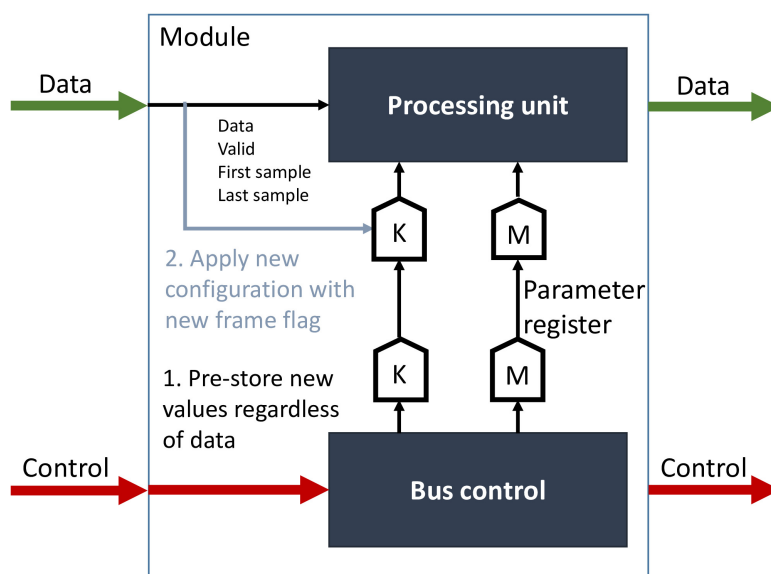 Module
Data
Data
Processing unit
Data
Valid
First sample
Last sample
K
M
2. Apply new
configuration with
new frame flag
Parameter
register
K
M
1. Pre-store new
values regardless
of data
Control
Control
Bus control